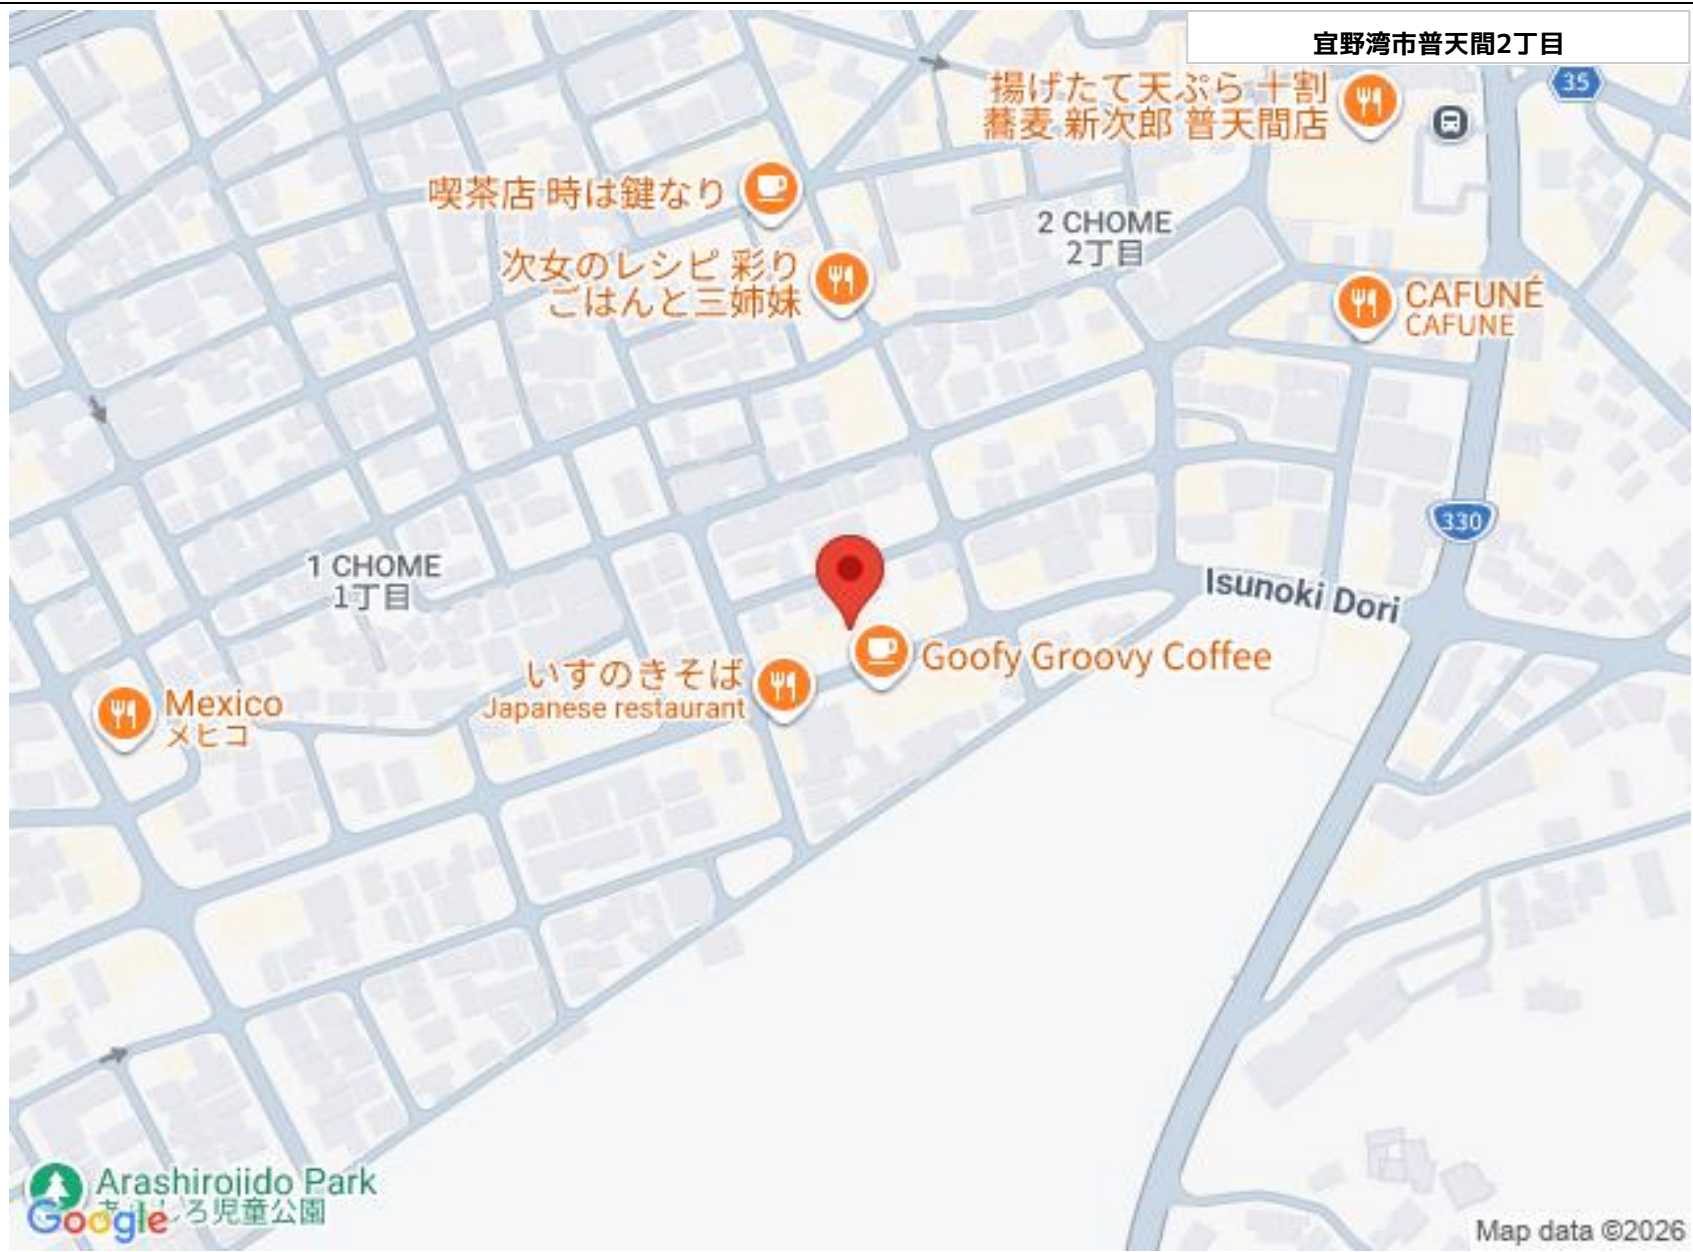 宜野湾市普天間2丁目
35
揚げたて天ぷら 十割
蕎麦 新次郎 普天間店
喫茶店 時は鍵なり
2 CHOME
2丁目
次女のレシピ 彩り
ごはんと三姉妹
CAFUNÉ
CAFUNE
330
1 CHOME
1丁目
Isunoki Dori
Goofy Groovy Coffee
いすのきそば
Japanese restaurant
Mexico
メヒコ
Arashirojido Park
しろ児童公園
Google
Map data ©2026